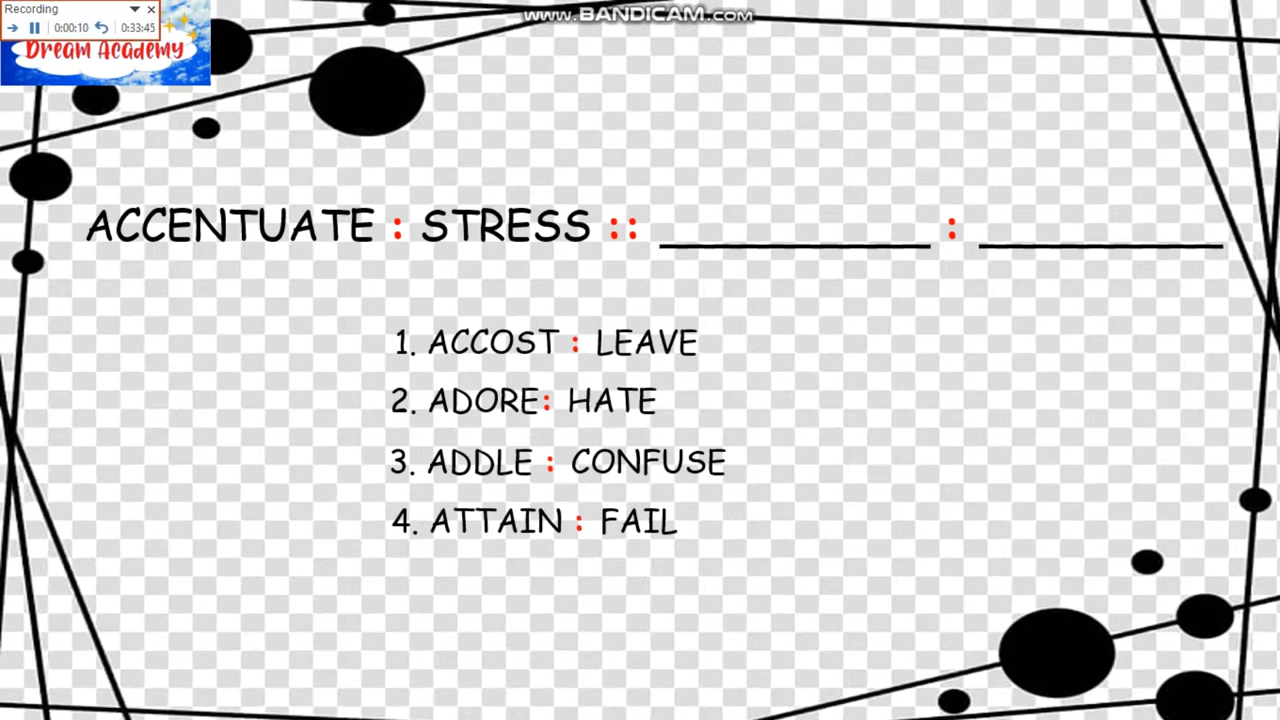 Recording
0:00:10 0:33:45
WWW.BANDICAM.COM
Dream Academy
ACCENTUATE : STRESS :: ____________ : ___________
1. ACCOST : LEAVE
2. ADORE: HATE
3. ADDLE : CONFUSE
4. ATTAIN : FAIL